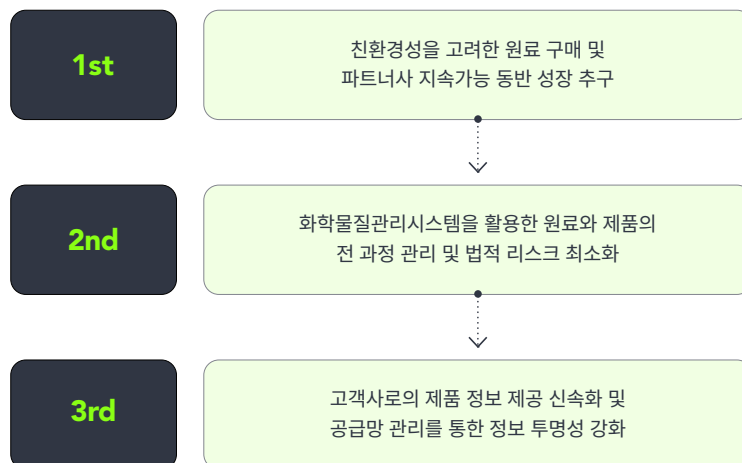 1st
친환경성을 고려한 원료 구매 및
파트너사 지속가능 동반 성장 추구
2nd
화학물질관리시스템을 활용한 원료와 제품의
전 과정 관리 및 법적 리스크 최소화
3rd
고객사로의 제품 정보 제공 신속화 및
공급망 관리를 통한 정보 투명성 강화